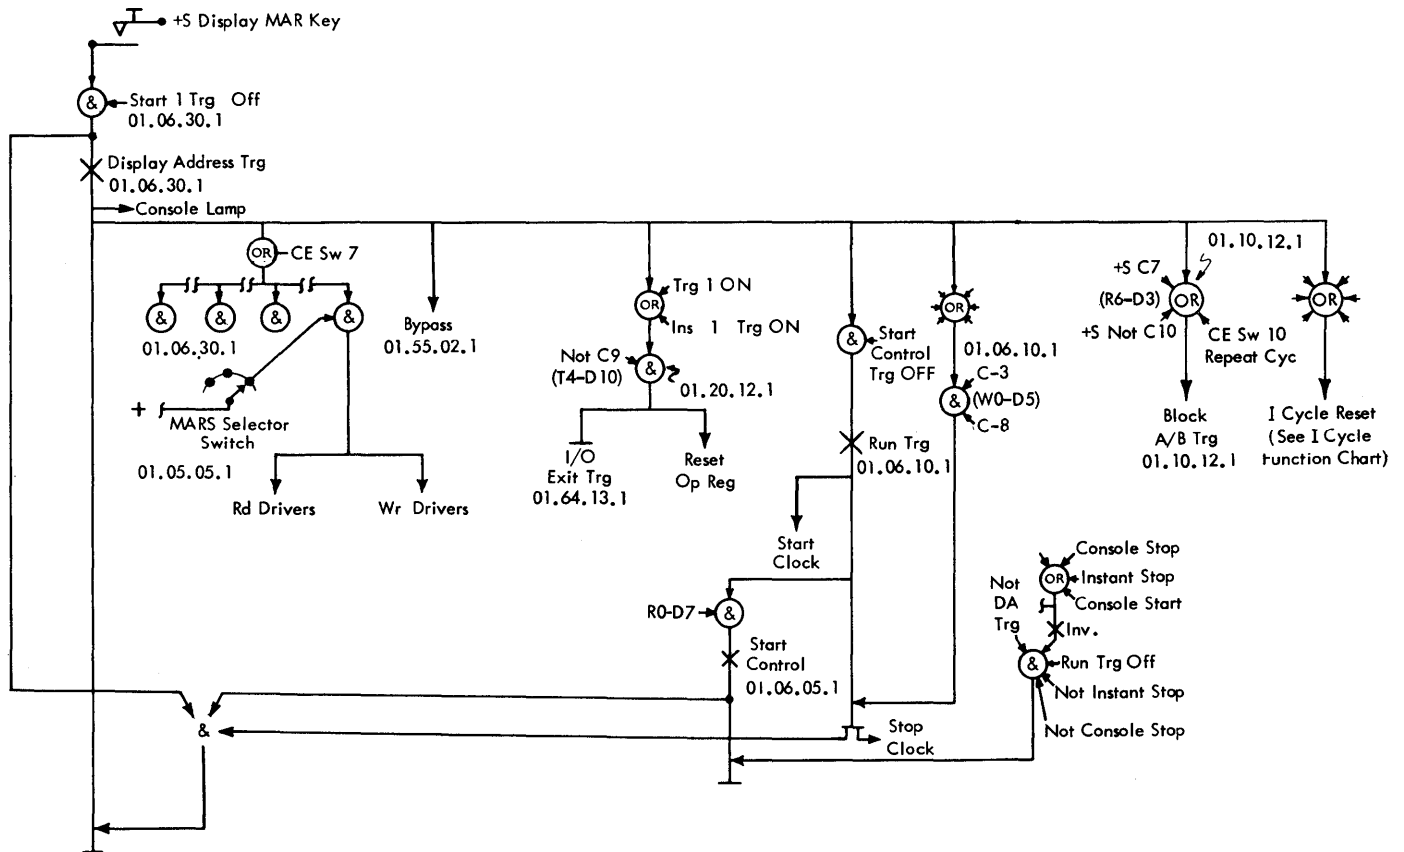 +S Display MAR Key
&
Start 1 Trg Off
01.06.30.1
Display Address Trg
01.06.30.1
Console Lamp
OR
CE Sw 7
&
&
&
&
01.06.30.1
+
MARS Selector
Switch
01.05.05.1
Rd Drivers
Wr Drivers
Bypass
01.55.02.1
Trg 1 ON
OR
Ins 1 Trg ON
Not C9
(T4-D10)
&
01.20.12.1
I/O
Exit Trg
01.64.13.1
Reset
Op Reg
&
Start
Control
Trg OFF
Run Trg
01.06.10.1
Start
Clock
OR
01.06.10.1
C-3
&
(W0-D5)
C-8
01.10.12.1
+S C7
(R6-D3)
OR
+S Not C10
CE Sw 10
Repeat Cyc
Block
A/B Trg
01.10.12.1
OR
I Cycle Reset
(See I Cycle
Function Chart)
R0-D7
&
Start
Control
01.06.05.1
Console Stop
OR
Instant Stop
Console Start
Not
DA
Trg
Inv.
&
Run Trg Off
Not Instant Stop
Not Console Stop
&
Stop
Clock